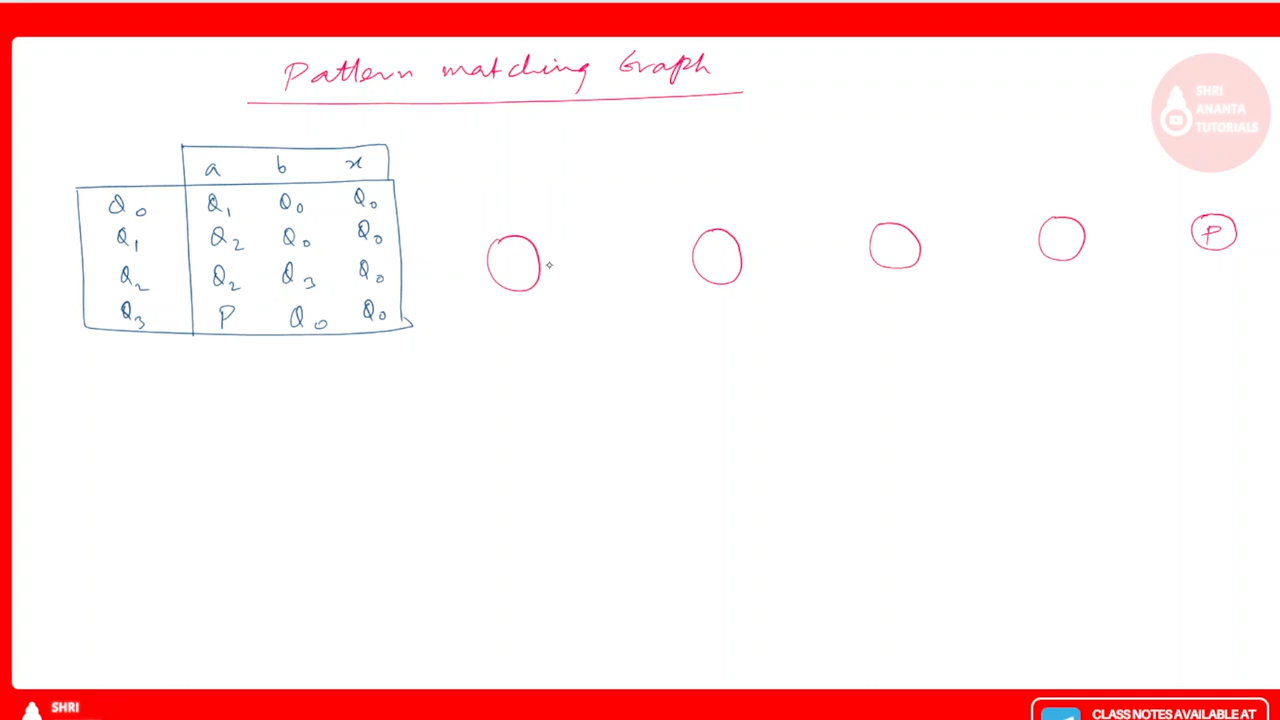 Pattern matching Graph
SHRI
ANANTA
TUTORIALS
a b x
Q0 Q1 Q0 Q0
Q1 Q2 Q0 Q0
Q2 Q2 Q3 Q0
Q3 P Q0 Q0
P
SHRI
CLASS NOTES AVAILABLE AT